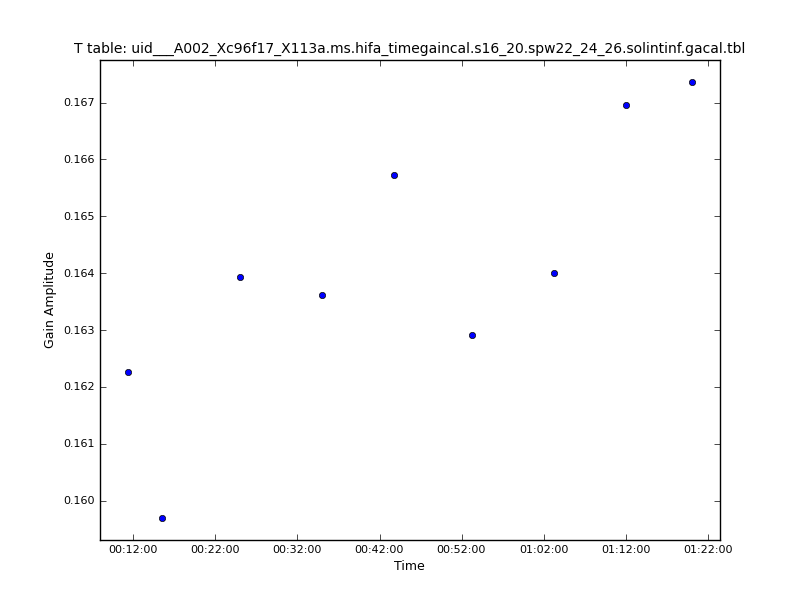 T table: uid___A002_Xc96f17_X113a.ms.hifa_timegaincal.s16_20.spw22_24_26.solintinf.gacal.tbl
0.167
0.166
0.165
0.164
0.163
0.162
0.161
0.160
Gain Amplitude
00:12:00 00:22:00 00:32:00 00:42:00 00:52:00 01:02:00 01:12:00 01:22:00
Time